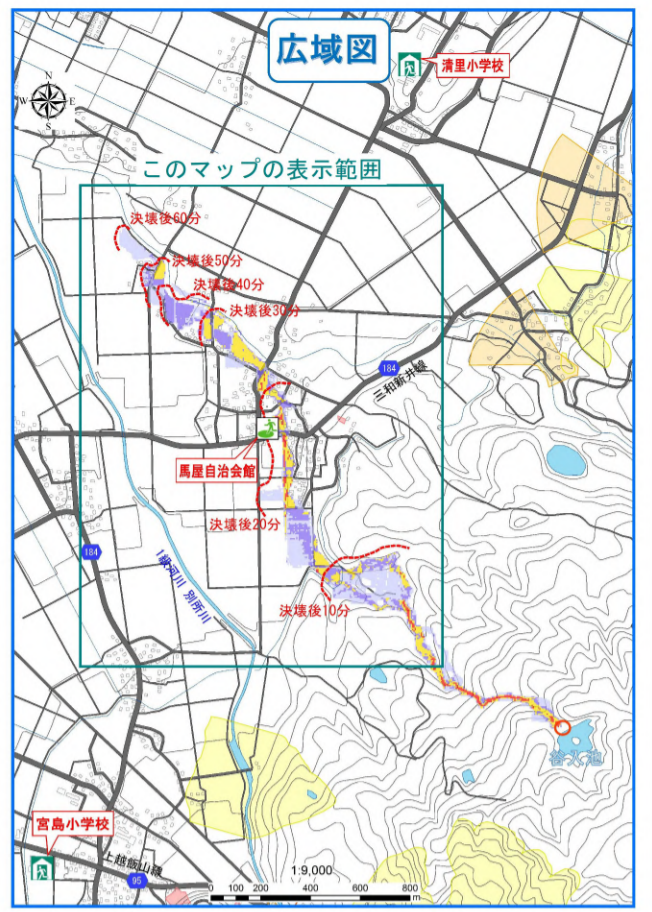 広域図
清里小学校
N
W
E
S
このマップの表示範囲
決壊後60分
決壊後50分
決壊後40分
決壊後30分
184
三和新井線
馬屋自治会館
決壊後20分
184
1級河川 別所川
決壊後10分
宮島小学校
上越飯山線
95
1:9,000
0 100 200 400 600 800
m